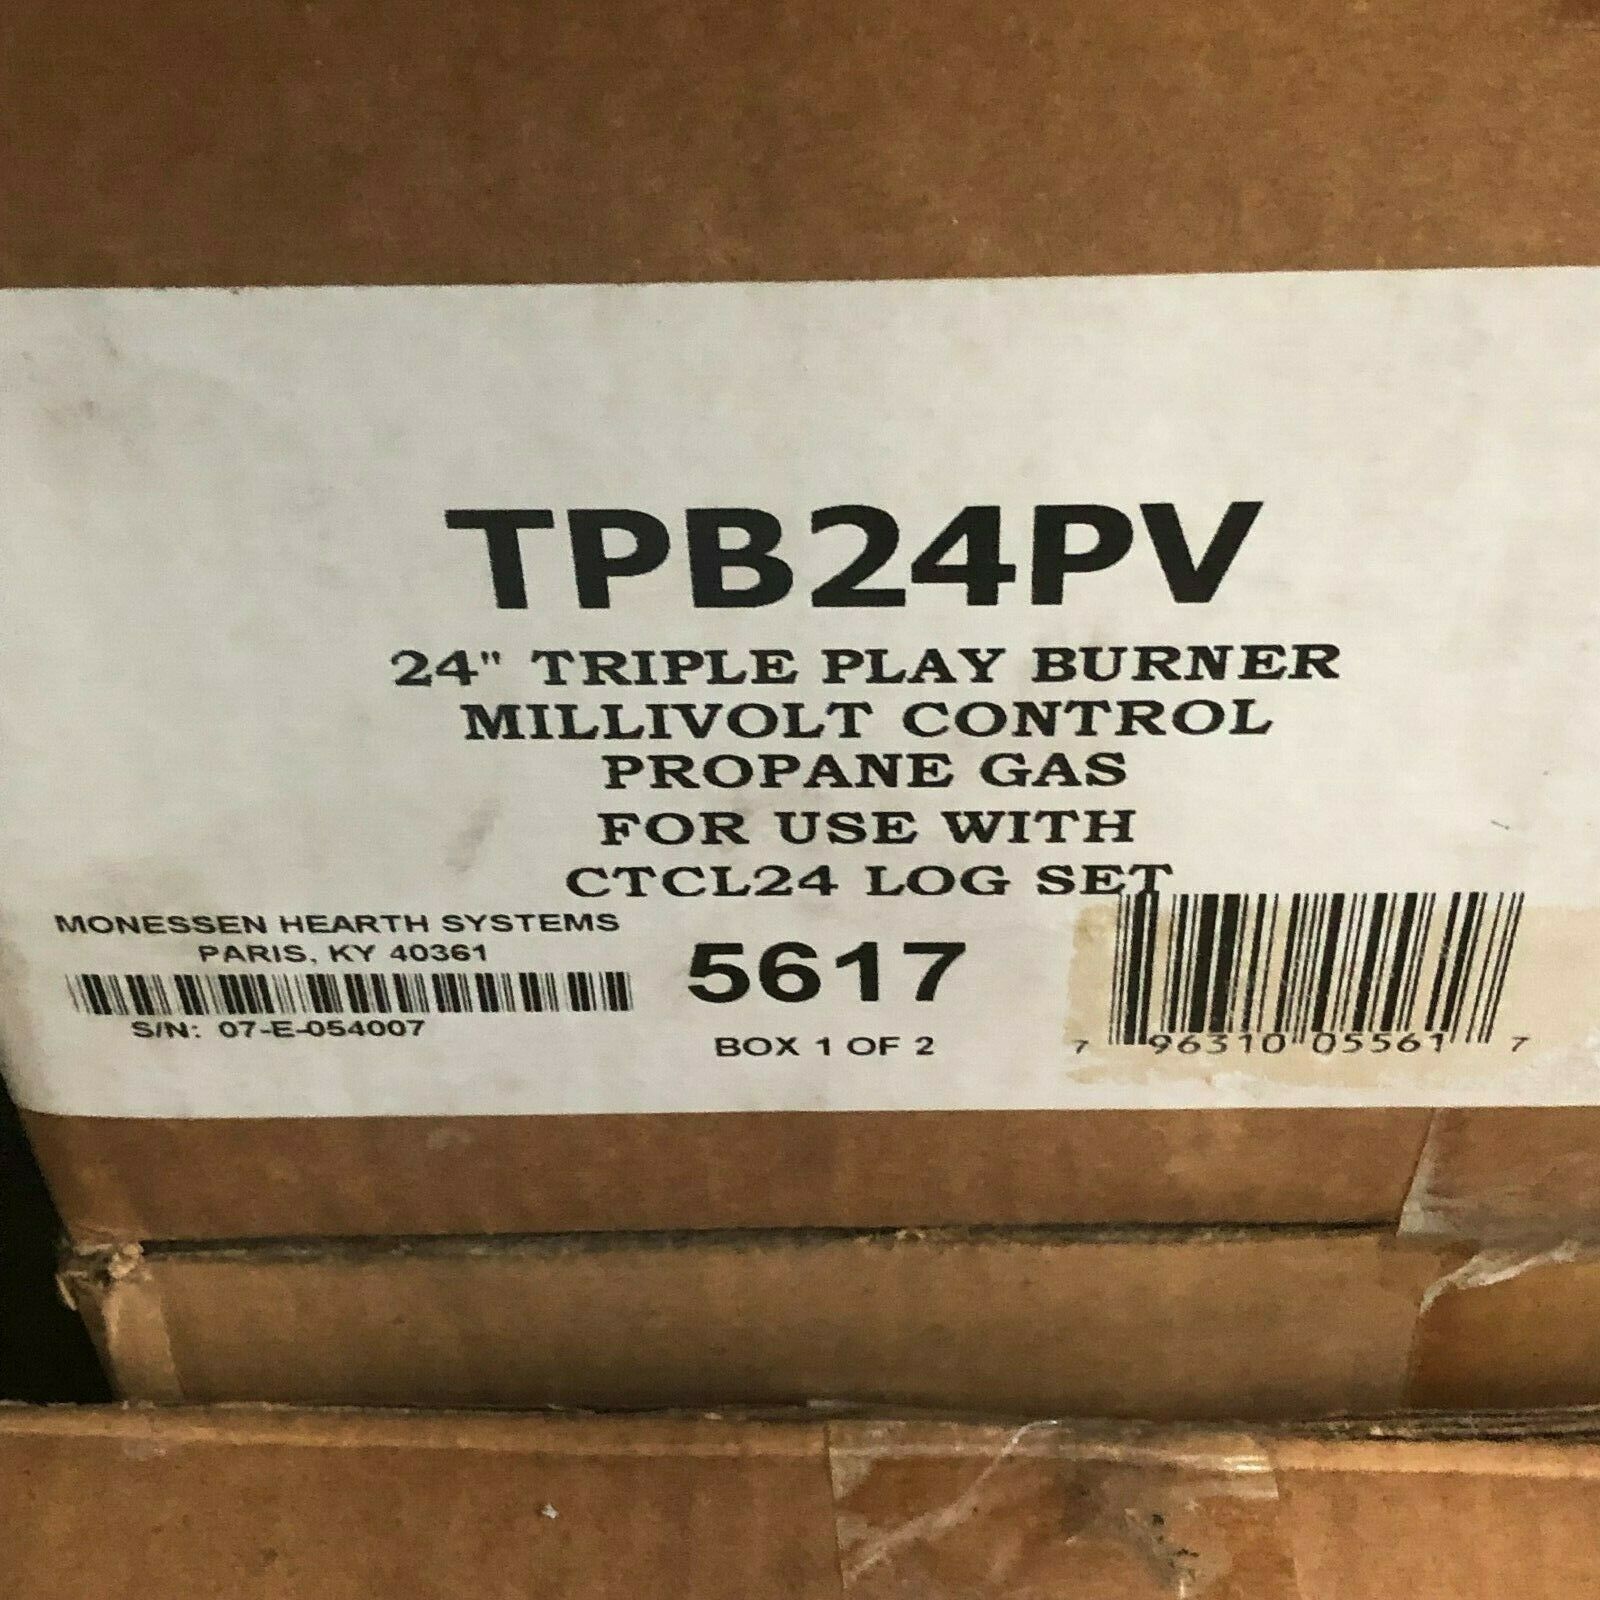 TPB24PV
24" TRIPLE PLAY BURNER
MILLIVOLT CONTROL
PROPANE GAS
FOR USE WITH
CTCL24 LOG SET
MONESSEN HEARTH SYSTEMS
PARIS, KY 40361
S/N: 07-E-054007
5617
BOX 1 OF 2
7 96310 05561 7